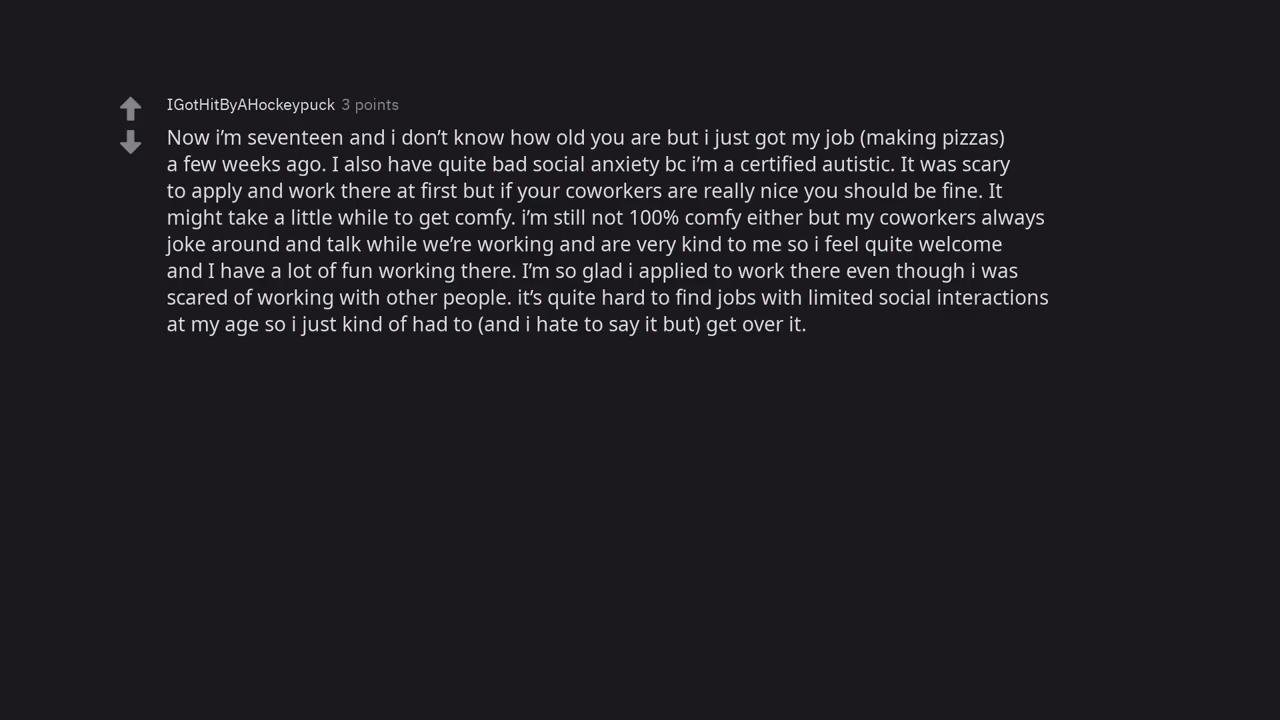 IGotHitByAHockeypuck 3 points
Now i’m seventeen and i don’t know how old you are but i just got my job (making pizzas)
a few weeks ago. I also have quite bad social anxiety bc i’m a certified autistic. It was scary
to apply and work there at first but if your coworkers are really nice you should be fine. It
might take a little while to get comfy. i’m still not 100% comfy either but my coworkers always
joke around and talk while we’re working and are very kind to me so i feel quite welcome
and I have a lot of fun working there. I’m so glad i applied to work there even though i was
scared of working with other people. it’s quite hard to find jobs with limited social interactions
at my age so i just kind of had to (and i hate to say it but) get over it.